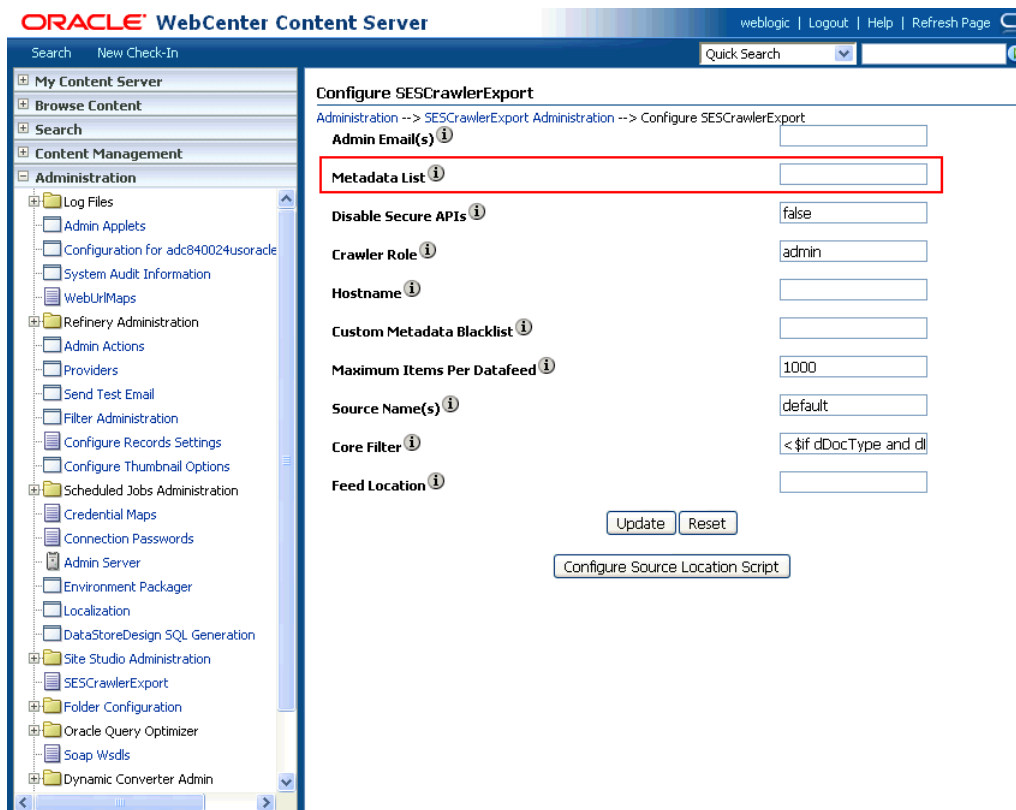 ORACLE® WebCenter Content Server
weblogic | Logout | Help | Refresh Page
Search New Check-In
Quick Search
My Content Server
Browse Content
Search
Content Management
Administration
Log Files
Admin Applets
Configuration for adc840024usoracle
System Audit Information
WebUrlMaps
Refinery Administration
Admin Actions
Providers
Send Test Email
Filter Administration
Configure Records Settings
Configure Thumbnail Options
Scheduled Jobs Administration
Credential Maps
Connection Passwords
Admin Server
Environment Packager
Localization
DataStoreDesign SQL Generation
Site Studio Administration
SESCrawlerExport
Folder Configuration
Oracle Query Optimizer
Soap Wsdls
Dynamic Converter Admin
Configure SESCrawlerExport
Administration --> SESCrawlerExport Administration --> Configure SESCrawlerExport
Admin Email(s)
Metadata List
Disable Secure APIs false
Crawler Role admin
Hostname
Custom Metadata Blacklist
Maximum Items Per Datafeed 1000
Source Name(s) default
Core Filter <$if dDocType and
Feed Location
Update Reset
Configure Source Location Script